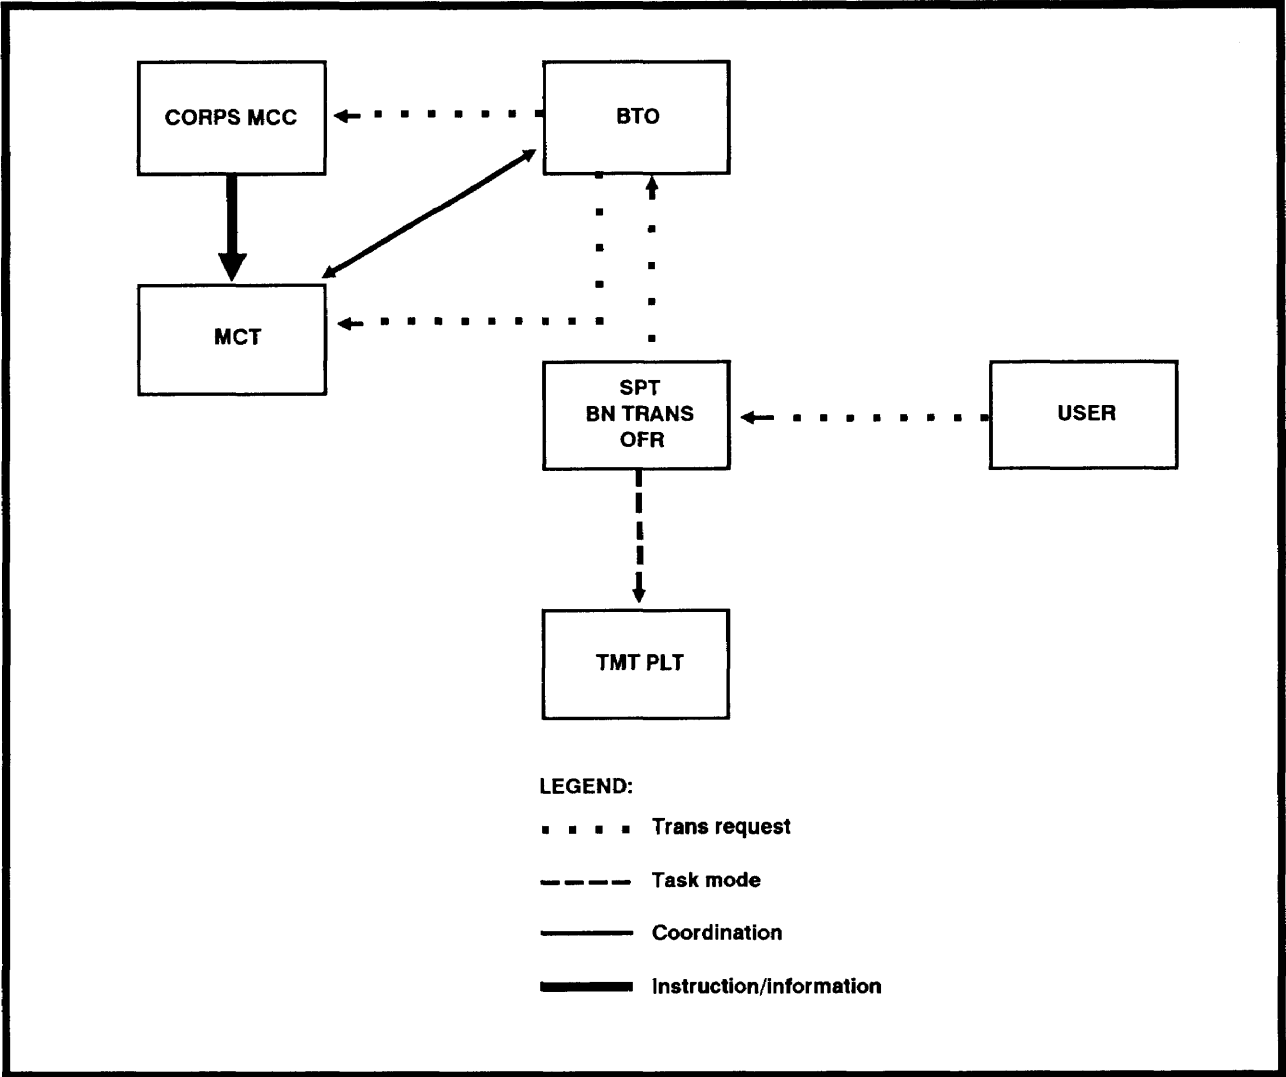 CORPS MCC
BTO
MCT
SPT
BN TRANS
OFR
USER
TMT PLT
LEGEND:
Trans request
Task mode
Coordination
Instruction/information